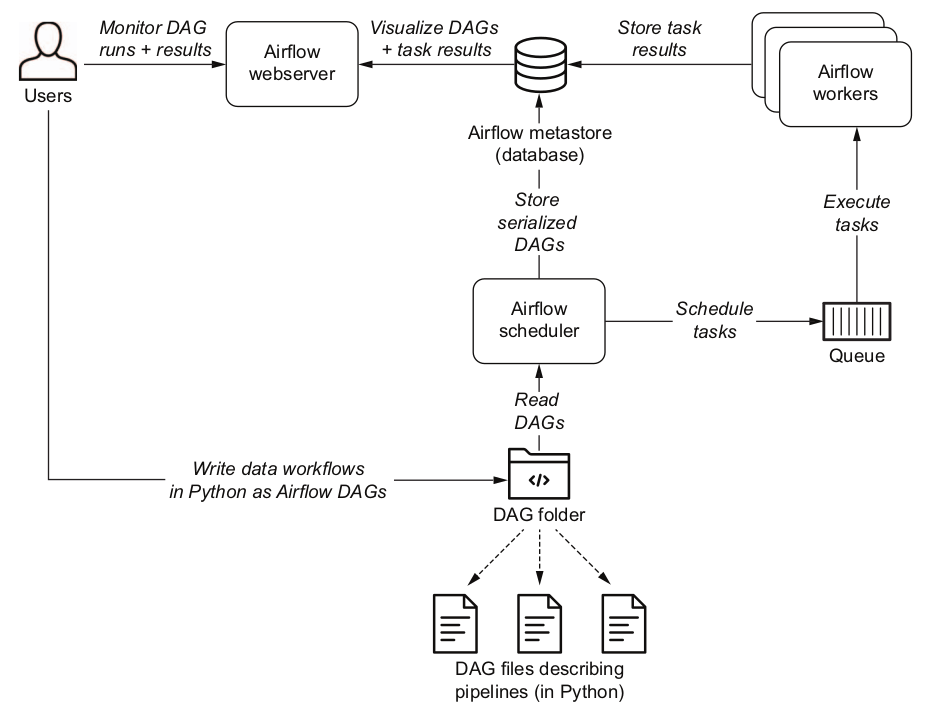 Monitor DAG
runs + results
Visualize DAGs
+ task results
Store task
results
Users
Airflow
webserver
Airflow
workers
Airflow metastore
(database)
Store
serialized
DAGs
Execute
tasks
Airflow
scheduler
Schedule
tasks
Queue
Read
DAGs
Write data workflows
in Python as Airflow DAGs
</>
DAG folder
DAG files describing
pipelines (in Python)